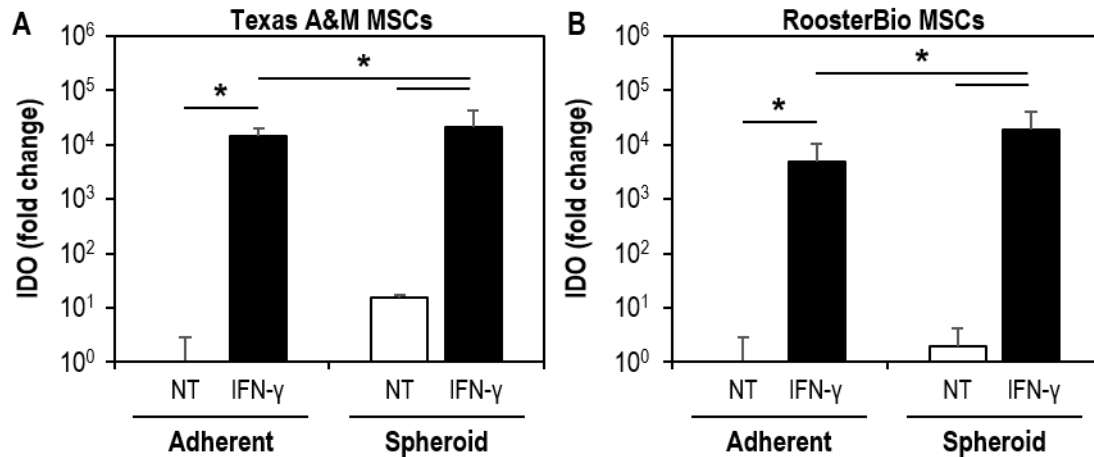 A
Texas A&M MSCs
IDO (fold change)
10⁶
10⁵
10⁴
10³
10²
10¹
10⁰
*
*
NT IFN-γ NT IFN-γ
Adherent Spheroid
B
RoosterBio MSCs
IDO (fold change)
10⁶
10⁵
10⁴
10³
10²
10¹
10⁰
*
*
NT IFN-γ NT IFN-γ
Adherent Spheroid